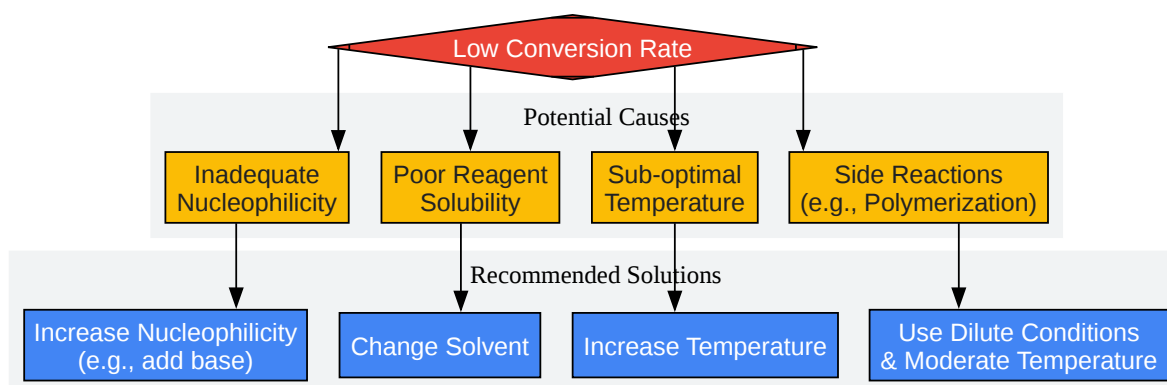 Low Conversion Rate
Potential Causes
Inadequate
Nucleophilicity
Poor Reagent
Solubility
Sub-optimal
Temperature
Side Reactions
(e.g., Polymerization)
Recommended Solutions
Increase Nucleophilicity
(e.g., add base)
Change Solvent
Increase Temperature
Use Dilute Conditions
& Moderate Temperature